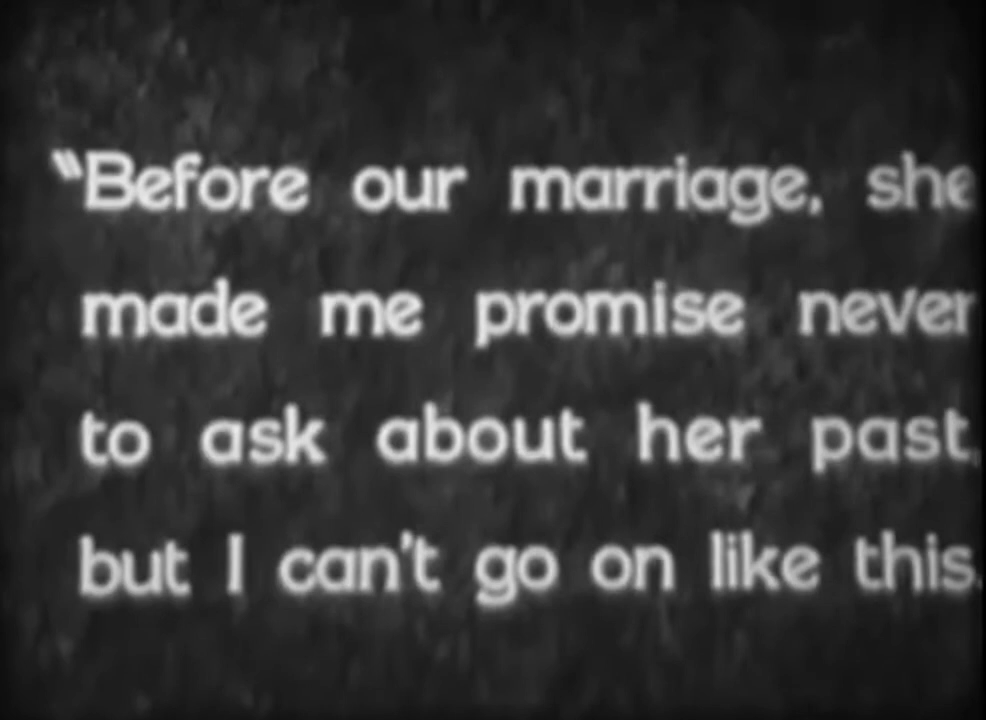 "Before our marriage, she
made me promise never
to ask about her past,
but I can't go on like this.